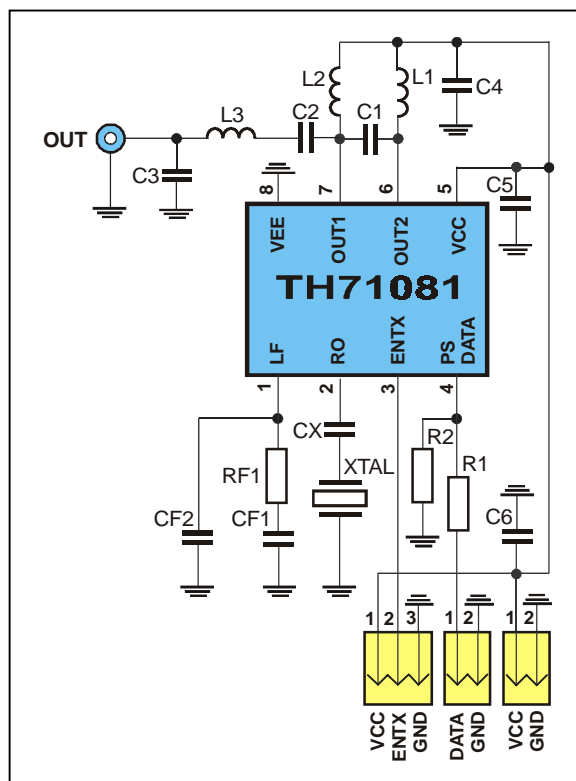 L2
L1
C4
L3
C2
C1
OUT
C3
C5
8
7
6
5
VEE
OUT1
OUT2
VCC
TH71081
LF
RO
ENTX
PS
DATA
1
2
3
4
CX
R2
R1
RF1
XTAL
CF2
CF1
C6
1 2 3
1 2
1 2
VCC
ENTX
GND
DATA
GND
VCC
GND